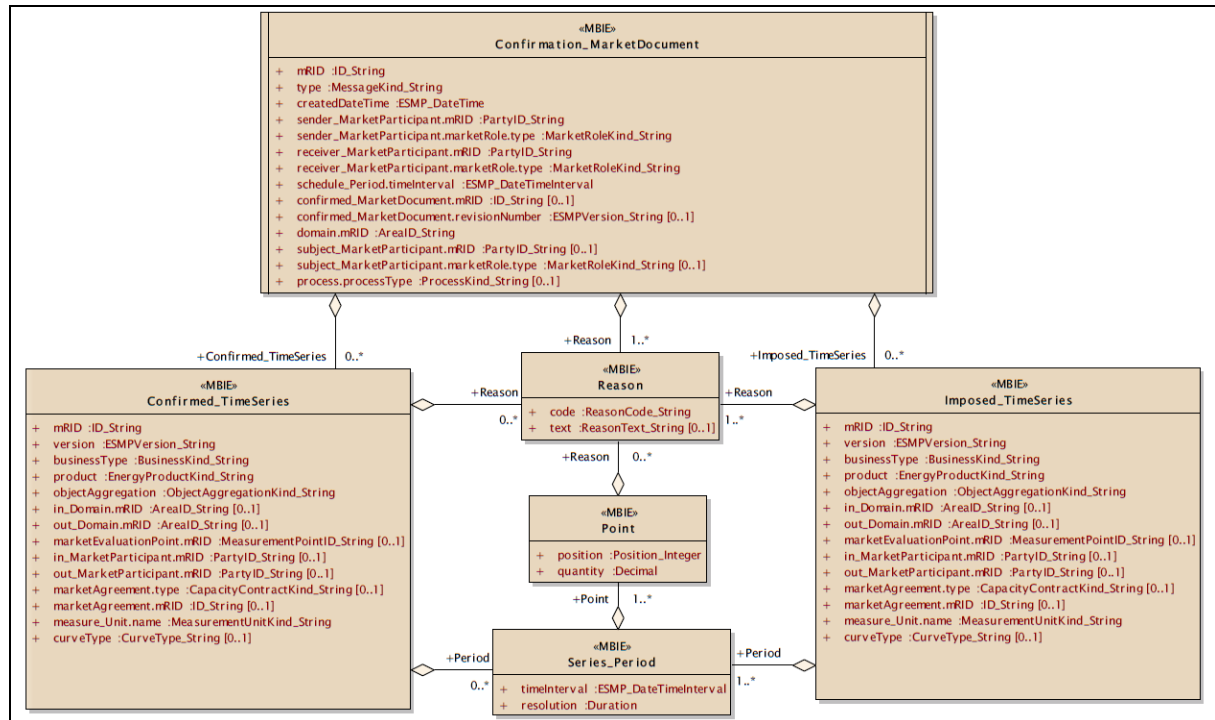 «MBIE»
Confirmation_MarketDocument
+ mRID :ID_String
+ type :MessageKind_String
+ createdDateTime :ESMP_DateTime
+ sender_MarketParticipant.mRID :PartyID_String
+ sender_MarketParticipant.marketRole.type :MarketRoleKind_String
+ receiver_MarketParticipant.mRID :PartyID_String
+ receiver_MarketParticipant.marketRole.type :MarketRoleKind_String
+ schedule_Period.timeInterval :ESMP_DateTimeInterval
+ confirmed_MarketDocument.mRID :ID_String [0..1]
+ confirmed_MarketDocument.revisionNumber :ESMPVersion_String [0..1]
+ domain.mRID :AreaID_String
+ subject_MarketParticipant.mRID :PartyID_String [0..1]
+ subject_MarketParticipant.marketRole.type :MarketRoleKind_String [0..1]
+ process.processType :ProcessKind_String [0..1]
+Confirmed_TimeSeries 0..*
+Reason 1..*
+Imposed_TimeSeries 0..*
«MBIE»
Confirmed_TimeSeries
+ mRID :ID_String
+ version :ESMPVersion_String
+ businessType :BusinessKind_String
+ product :EnergyProductKind_String
+ objectAggregation :ObjectAggregationKind_String
+ in_Domain.mRID :AreaID_String [0..1]
+ out_Domain.mRID :AreaID_String [0..1]
+ marketEvaluationPoint.mRID :MeasurementPointID_String [0..1]
+ in_MarketParticipant.mRID :PartyID_String [0..1]
+ out_MarketParticipant.mRID :PartyID_String [0..1]
+ marketAgreement.type :CapacityContractKind_String [0..1]
+ marketAgreement.mRID :ID_String [0..1]
+ measure_Unit.name :MeasurementUnitKind_String
+ curveType :CurveType_String [0..1]
+Reason
0..*
«MBIE»
Reason
+ code :ReasonCode_String
+ text :ReasonText_String [0..1]
+Reason
1..*
+Reason 0..*
«MBIE»
Point
+ position :Position_Integer
+ quantity :Decimal
+Point 1..*
«MBIE»
Series_Period
+ timeInterval :ESMP_DateTimeInterval
+ resolution :Duration
+Period
0..*
+Period
1..*
«MBIE»
Imposed_TimeSeries
+ mRID :ID_String
+ version :ESMPVersion_String
+ businessType :BusinessKind_String
+ product :EnergyProductKind_String
+ objectAggregation :ObjectAggregationKind_String
+ in_Domain.mRID :AreaID_String [0..1]
+ out_Domain.mRID :AreaID_String [0..1]
+ marketEvaluationPoint.mRID :MeasurementPointID_String [0..1]
+ in_MarketParticipant.mRID :PartyID_String [0..1]
+ out_MarketParticipant.mRID :PartyID_String [0..1]
+ marketAgreement.type :CapacityContractKind_String [0..1]
+ marketAgreement.mRID :ID_String [0..1]
+ measure_Unit.name :MeasurementUnitKind_String
+ curveType :CurveType_String [0..1]